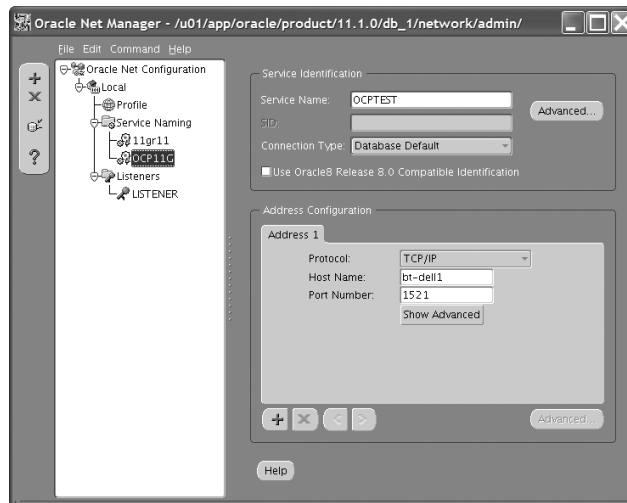 Oracle Net Manager - /u01/app/oracle/product/11.1.0/db_1/network/admin/
File Edit Command Help
Oracle Net Configuration
Local
Profile
Service Naming
11gr11
OCP11G
Listeners
LISTENER
?
Service Identification
Service Name: OCPTEST
Advanced...
SID:
Connection Type: Database Default
Use Oracle8 Release 8.0 Compatible Identification
Address Configuration
Address 1
Protocol: TCP/IP
Host Name: bt-dell1
Port Number: 1521
Show Advanced
+ × < > Advanced...
Help